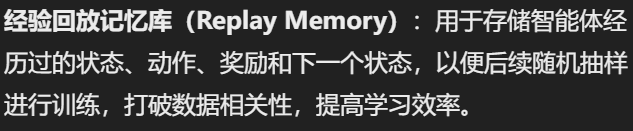 经验回放记忆库（Replay Memory）：用于存储智能体经
历过的状态、动作、奖励和下一个状态，以便后续随机抽样
进行训练，打破数据相关性，提高学习效率。